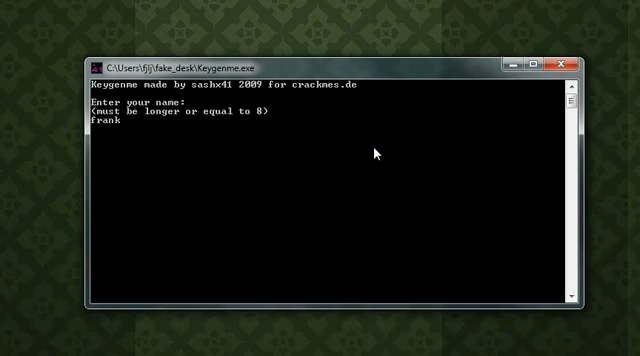 C:\Users\fjlj\fake_desk\Keygenme.exe
Keygenme made by sashx41 2009 for crackmes.de
Enter your name:
(must be longer or equal to 8)
frank